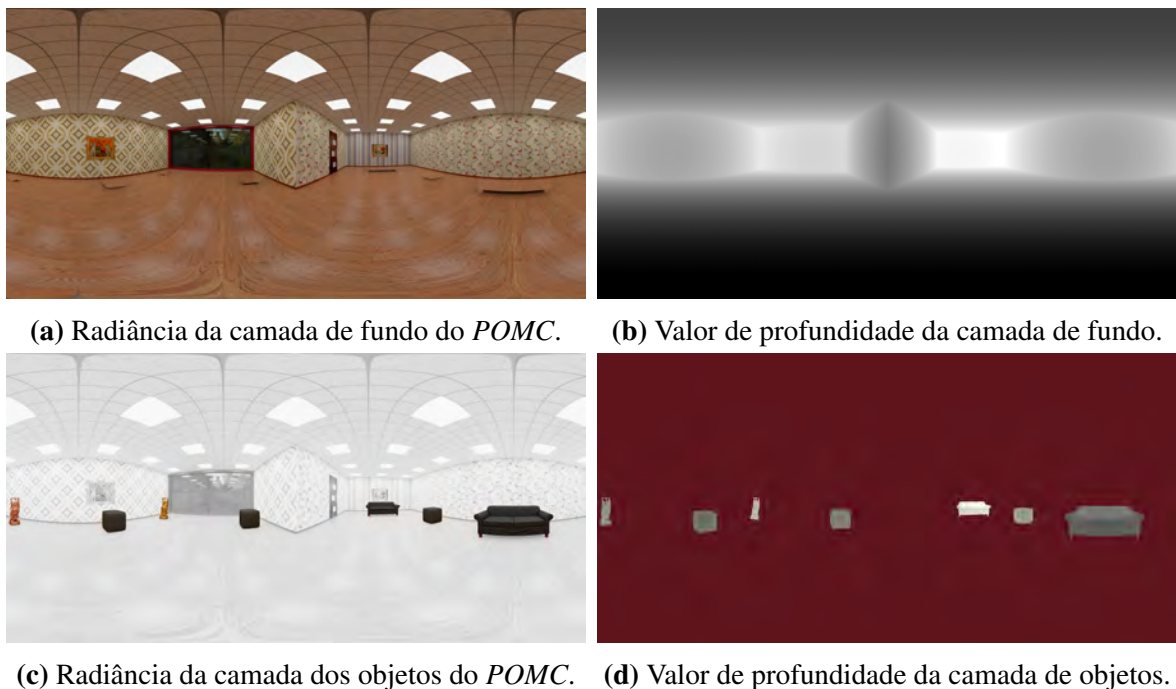 (a) Radiância da camada de fundo do POMC.
(b) Valor de profundidade da camada de fundo.
(c) Radiância da camada dos objetos do POMC.
(d) Valor de profundidade da camada de objetos.